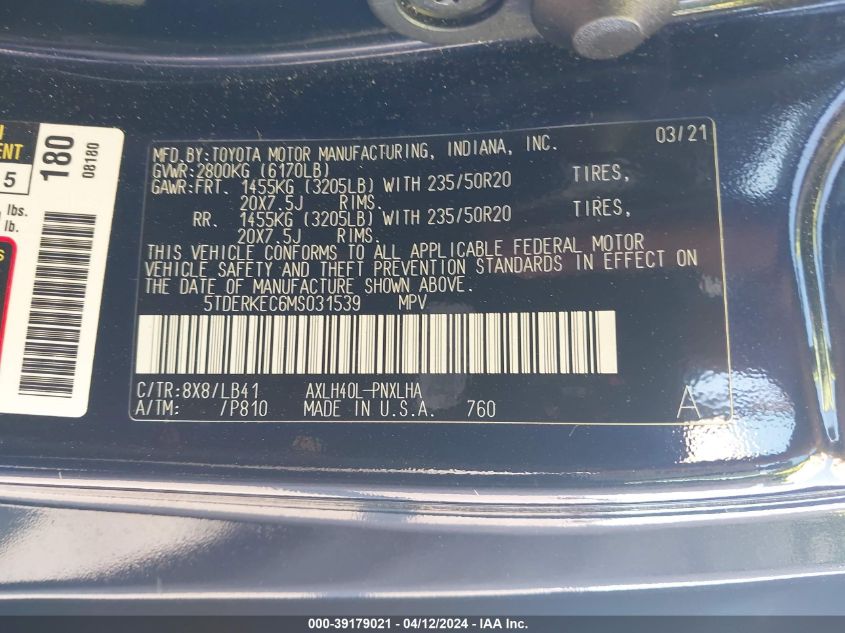 MFD.BY:TOYOTA MOTOR MANUFACTURING, INDIANA, INC. 03/21
GVWR:2800KG (6170LB)
GAWR:FRT. 1455KG (3205LB) WITH 235/50R20 TIRES,
20X7.5J RIMS.
RR. 1455KG (3205LB) WITH 235/50R20 TIRES,
20X7.5J RIMS.
THIS VEHICLE CONFORMS TO ALL APPLICABLE FEDERAL MOTOR
VEHICLE SAFETY AND THEFT PREVENTION STANDARDS IN EFFECT ON
THE DATE OF MANUFACTURE SHOWN ABOVE.
5TDERKEC6MS031539 MPV
C/TR:8X8/LB41 AXLH40L-PNXLHA
A/TM: /P810 MADE IN U.S.A. 760 A
ENT
5
lbs.
lb.
S
180
08180
000-39179021 - 04/12/2024 - IAA Inc.